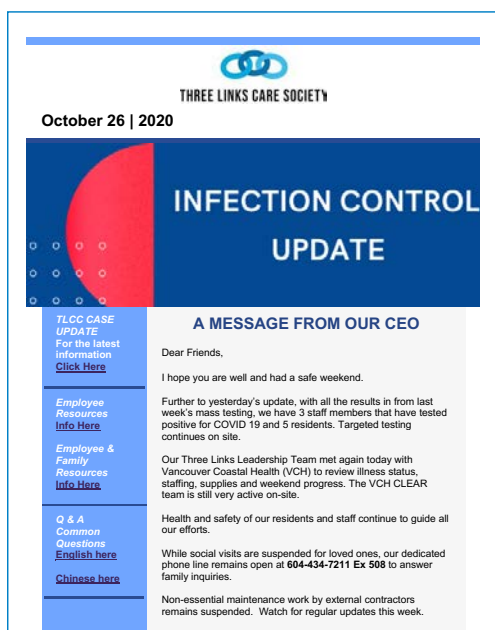 THREE LINKS CARE SOCIETY
October 26 | 2020
INFECTION CONTROL
UPDATE
TLCC CASE
UPDATE
For the latest
information
Click Here
Employee
Resources
Info Here
Employee &
Family
Resources
Info Here
Q & A
Common
Questions
English here
Chinese here
A MESSAGE FROM OUR CEO
Dear Friends,
I hope you are well and had a safe weekend.
Further to yesterday's update, with all the results in from last
week's mass testing, we have 3 staff members that have tested
positive for COVID 19 and 5 residents. Targeted testing
continues on site.
Our Three Links Leadership Team met again today with
Vancouver Coastal Health (VCH) to review illness status,
staffing, supplies and weekend progress. The VCH CLEAR
team is still very active on-site.
Health and safety of our residents and staff continue to guide all
our efforts.
While social visits are suspended for loved ones, our dedicated
phone line remains open at 604-434-7211 Ex 508 to answer
family inquiries.
Non-essential maintenance work by external contractors
remains suspended. Watch for regular updates this week.